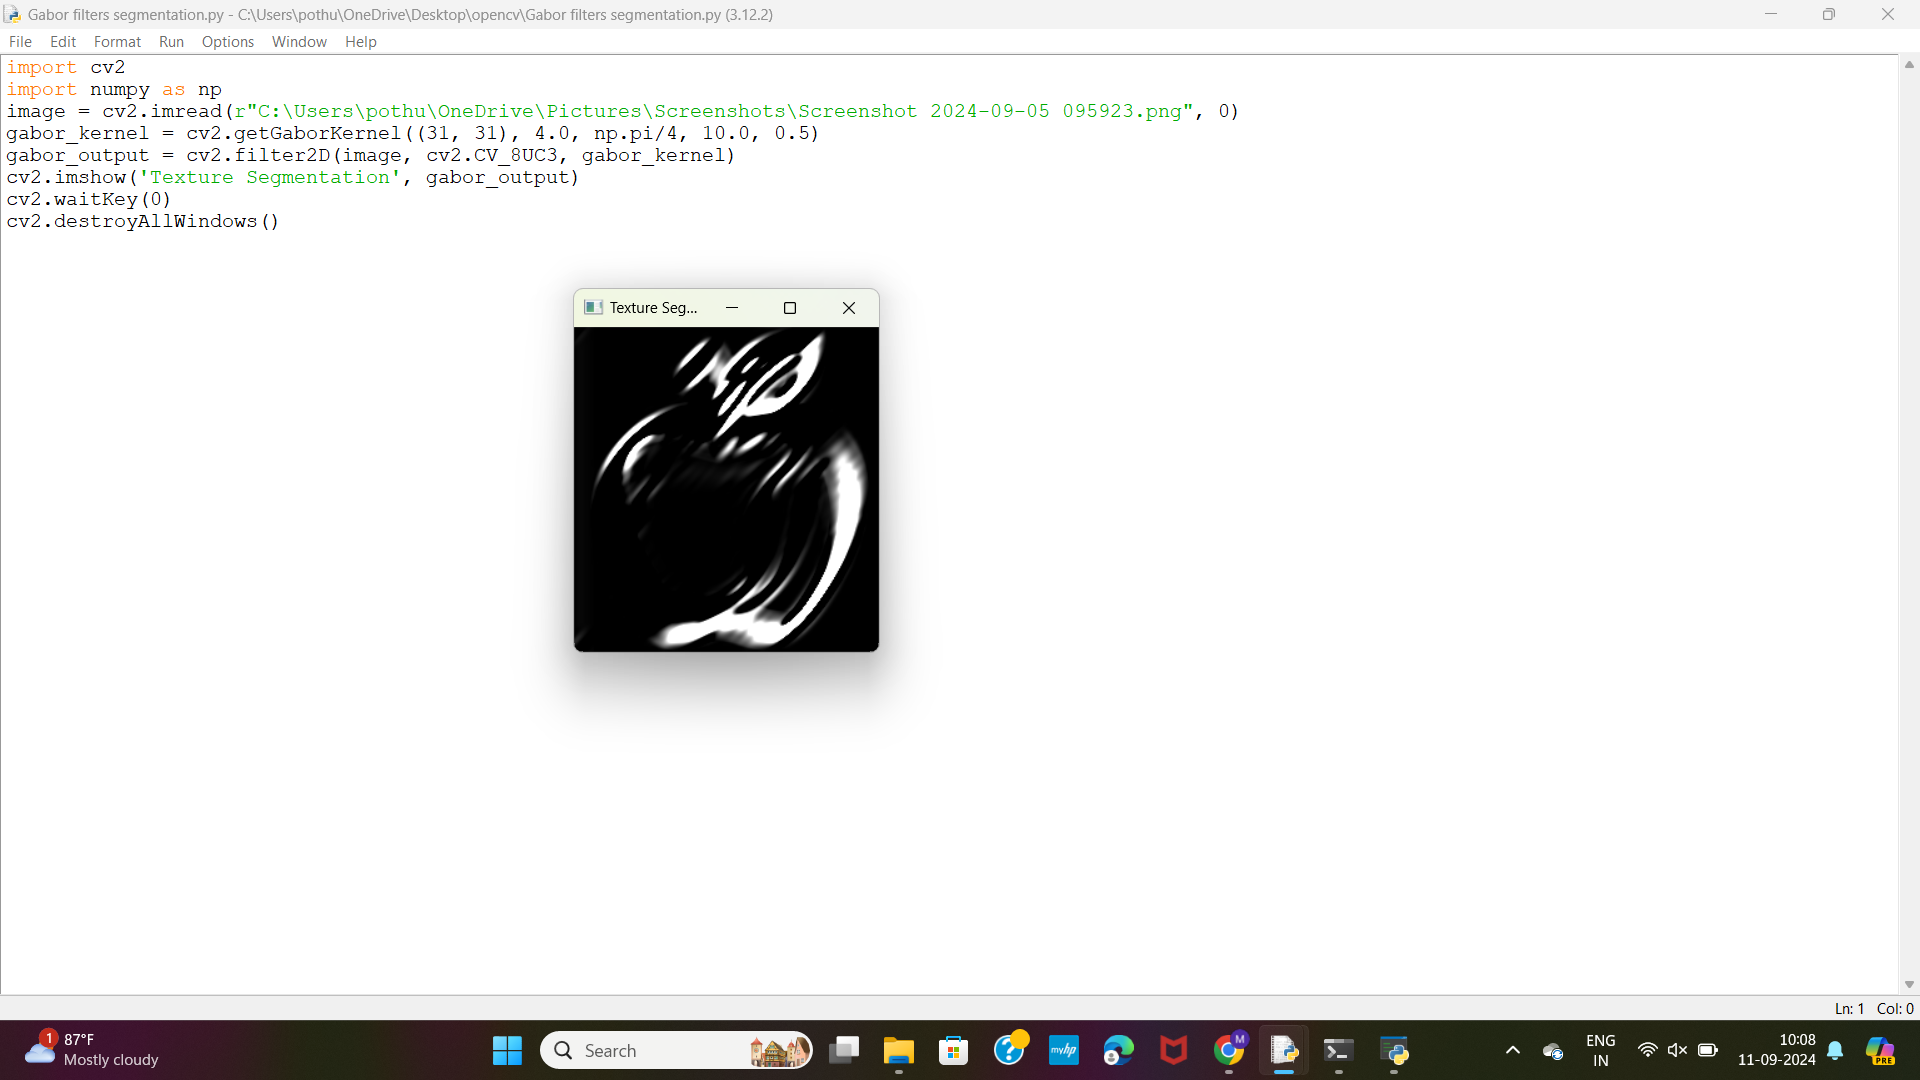 Gabor filters segmentation.py - C:\Users\pothu\OneDrive\Desktop\opencv\Gabor filters segmentation.py (3.12.2)
File Edit Format Run Options Window Help
import cv2
import numpy as np
image = cv2.imread(r"C:\Users\pothu\OneDrive\Pictures\Screenshots\Screenshot 2024-09-05 095923.png", 0)
gabor_kernel = cv2.getGaborKernel((31, 31), 4.0, np.pi/4, 10.0, 0.5)
gabor_output = cv2.filter2D(image, cv2.CV_8UC3, gabor_kernel)
cv2.imshow('Texture Segmentation', gabor_output)
cv2.waitKey(0)
cv2.destroyAllWindows()
Texture Seg...
Ln: 1 Col: 0
1
87°F
Mostly cloudy
Search
myhp
M
ENG
IN
10:08
11-09-2024
PRE